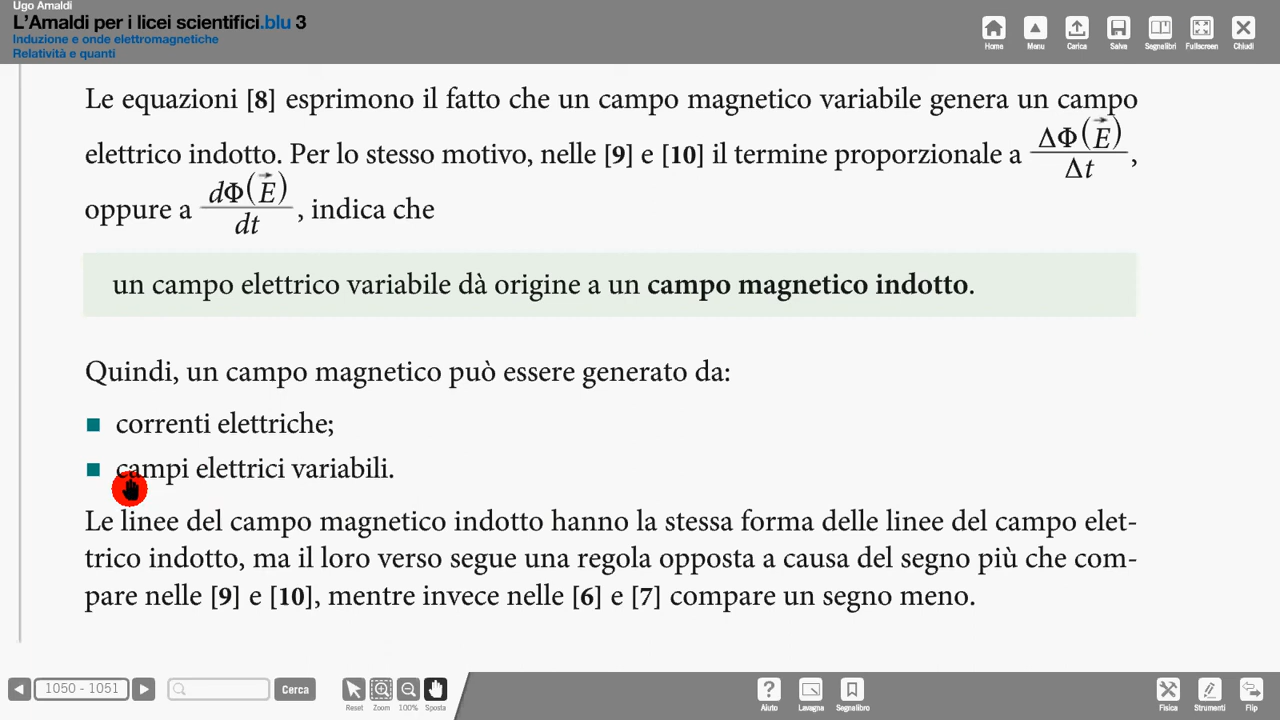 Ugo Amaldi
L'Amaldi per i licei scientifici.blu 3
Induzione e onde elettromagnetiche
Relatività e quanti
Home Menu Carica Salva Segnalibri Fullscreen Chiudi
Le equazioni [8] esprimono il fatto che un campo magnetico variabile genera un campo
elettrico indotto. Per lo stesso motivo, nelle [9] e [10] il termine proporzionale a ΔΦ(E⃗)/Δt,
oppure a dΦ(E⃗)/dt, indica che
un campo elettrico variabile dà origine a un campo magnetico indotto.
Quindi, un campo magnetico può essere generato da:
correnti elettriche;
campi elettrici variabili.
Le linee del campo magnetico indotto hanno la stessa forma delle linee del campo elet-
trico indotto, ma il loro verso segue una regola opposta a causa del segno più che com-
pare nelle [9] e [10], mentre invece nelle [6] e [7] compare un segno meno.
1050 - 1051 Cerca Reset Zoom 100% Sposta Aiuto Lavagna Segnalibro Fisica Strumenti Flip